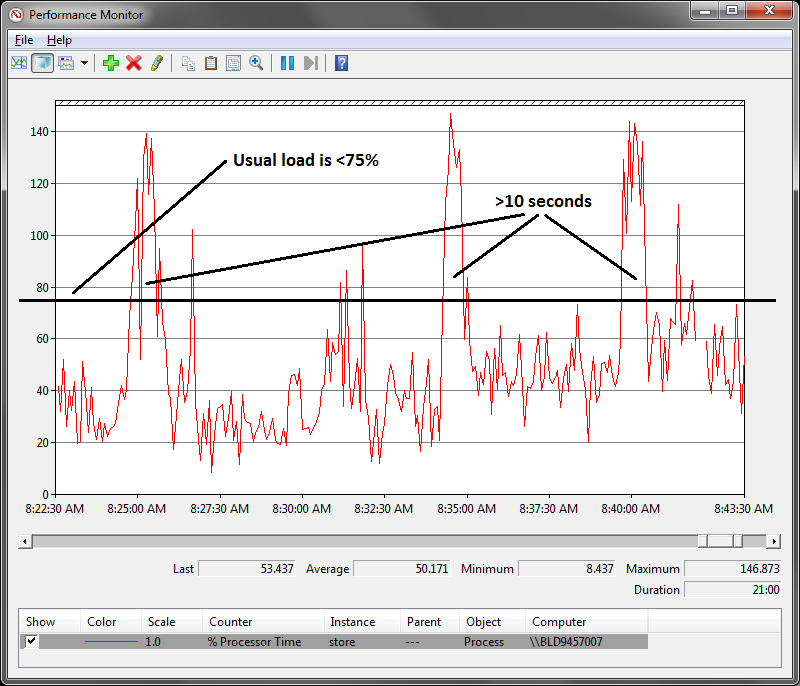 Performance Monitor
File Help
140
Usual load is <75%
120
>10 seconds
100
80
60
40
20
0
8:22:30 AM 8:25:00 AM 8:27:30 AM 8:30:00 AM 8:32:30 AM 8:35:00 AM 8:37:30 AM 8:40:00 AM 8:43:30 AM
Last 53.437 Average 50.171 Minimum 8.437 Maximum 146.873
Duration 21:00
Show Color Scale Counter Instance Parent Object Computer
1.0 % Processor Time store --- Process \\BLD9457007